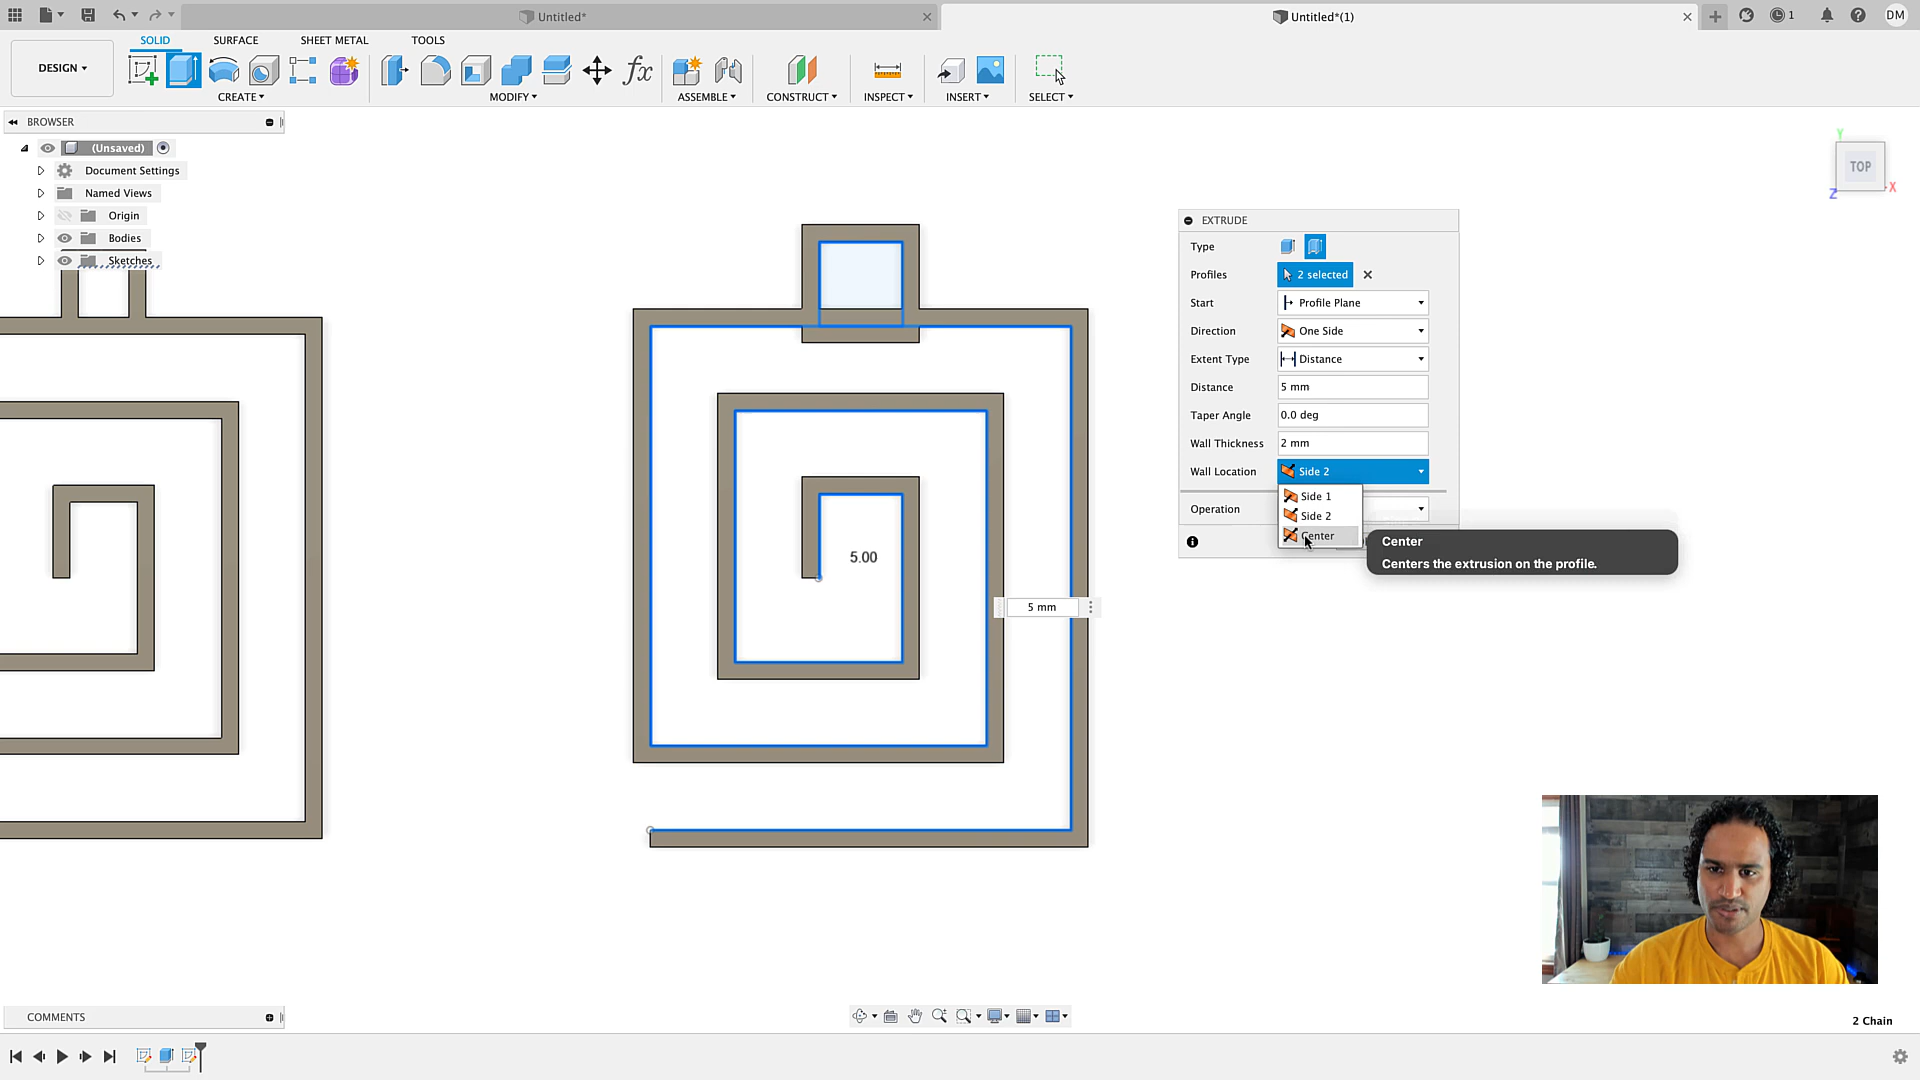 Untitled*
Untitled*(1)
1
DM
DESIGN
SOLID
SURFACE
SHEET METAL
TOOLS
CREATE
MODIFY
ASSEMBLE
CONSTRUCT
INSPECT
INSERT
SELECT
fx
BROWSER
(Unsaved)
Document Settings
Named Views
Origin
Bodies
Sketches
Y
TOP
Z
X
EXTRUDE
Type
Profiles
2 selected
Start
Profile Plane
Direction
One Side
Extent Type
Distance
Distance
5 mm
Taper Angle
0.0 deg
Wall Thickness
2 mm
Wall Location
Side 2
Side 1
Side 2
Center
Operation
Center
Centers the extrusion on the profile.
5.00
5 mm
COMMENTS
2 Chain